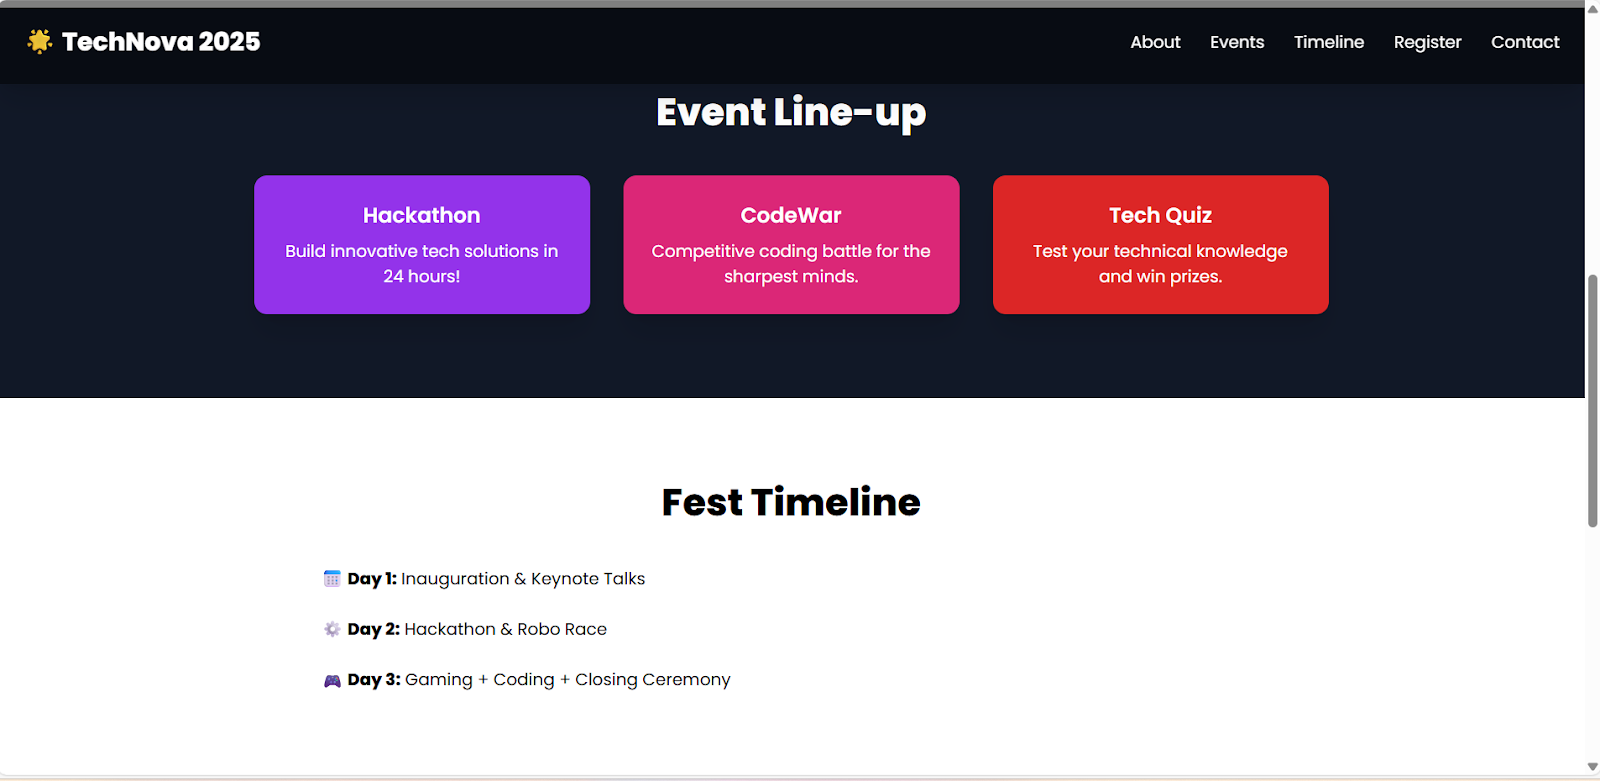 TechNova 2025
About Events Timeline Register Contact
Event Line-up
Hackathon
Build innovative tech solutions in
24 hours!
CodeWar
Competitive coding battle for the
sharpest minds.
Tech Quiz
Test your technical knowledge
and win prizes.
Fest Timeline
Day 1: Inauguration & Keynote Talks
Day 2: Hackathon & Robo Race
Day 3: Gaming + Coding + Closing Ceremony